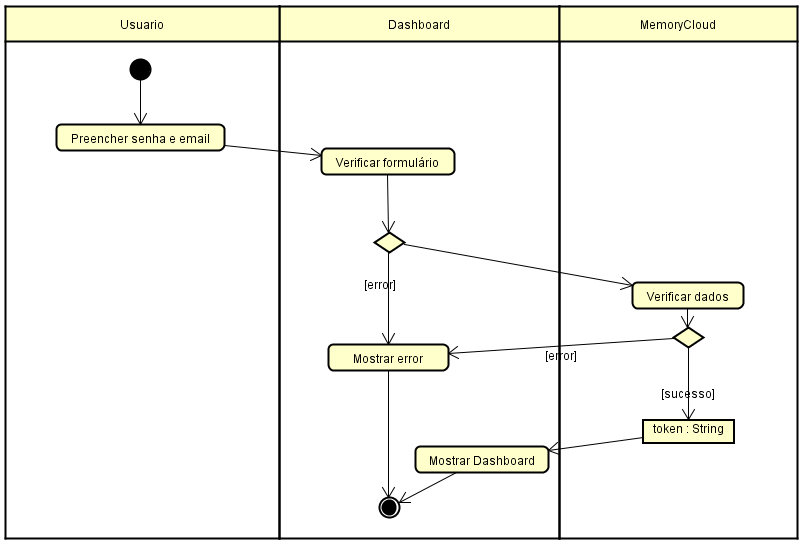 Usuario
Dashboard
MemoryCloud
Preencher senha e email
Verificar formulário
[error]
Verificar dados
Mostrar error
[error]
[sucesso]
token : String
Mostrar Dashboard